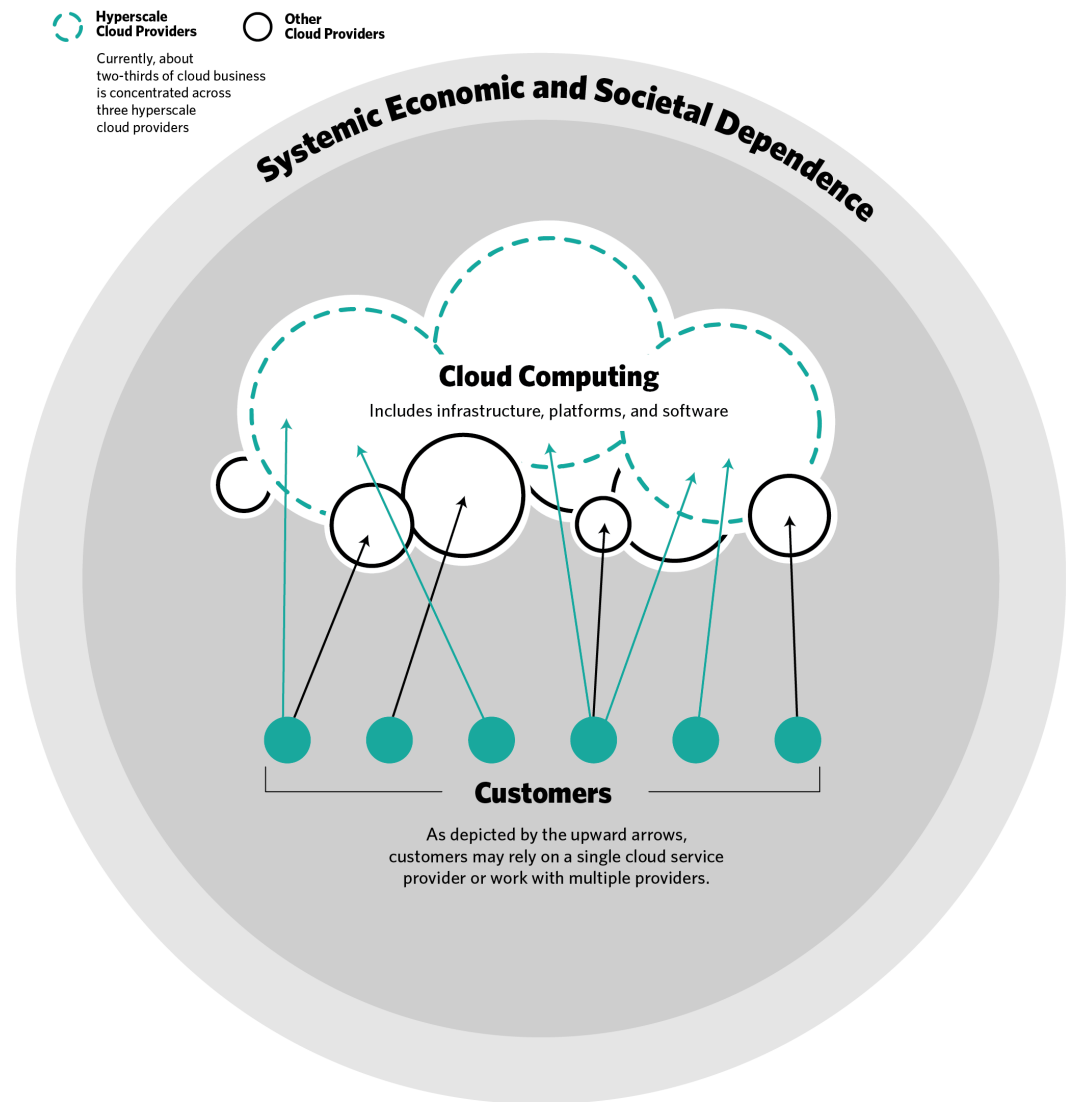 Hyperscale
Cloud Providers
Currently, about
two-thirds of cloud business
is concentrated across
three hyperscale
cloud providers
Other
Cloud Providers
Systemic Economic and Societal Dependence
Cloud Computing
Includes infrastructure, platforms, and software
Customers
As depicted by the upward arrows,
customers may rely on a single cloud service
provider or work with multiple providers.